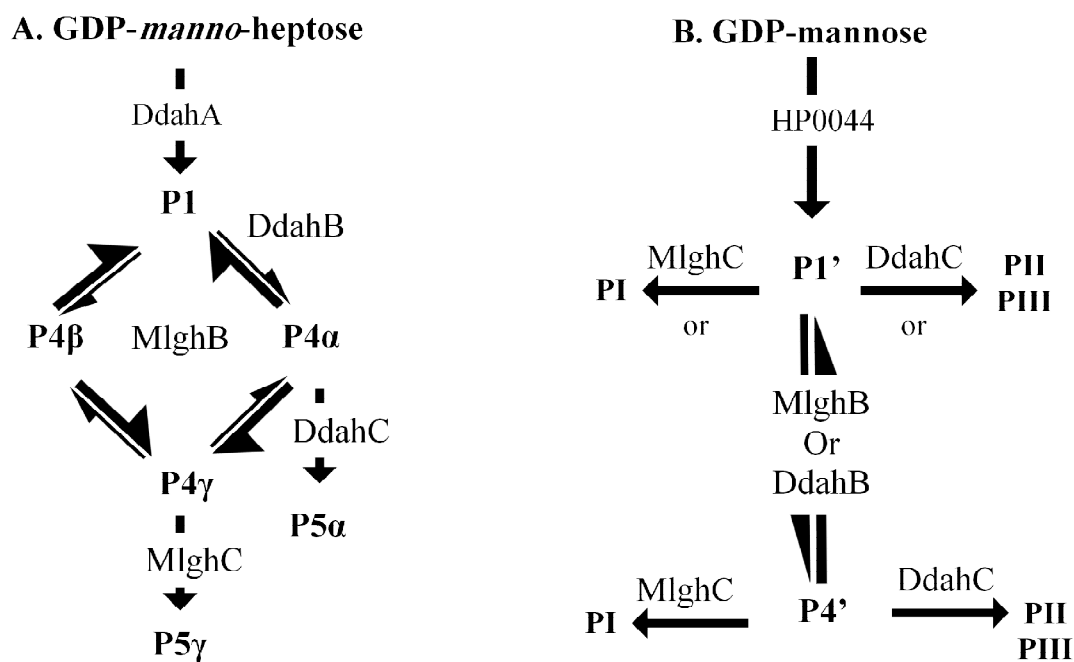 A. GDP-manno-heptose
DdahA
P1
DdahB
P4β
MlghB
P4α
DdahC
P4γ
P5α
MlghC
P5γ
B. GDP-mannose
HP0044
MlghC
P1’
DdahC
PI
PII
PIII
or
or
MlghB
Or
DdahB
MlghC
DdahC
PI
P4’
PII
PIII